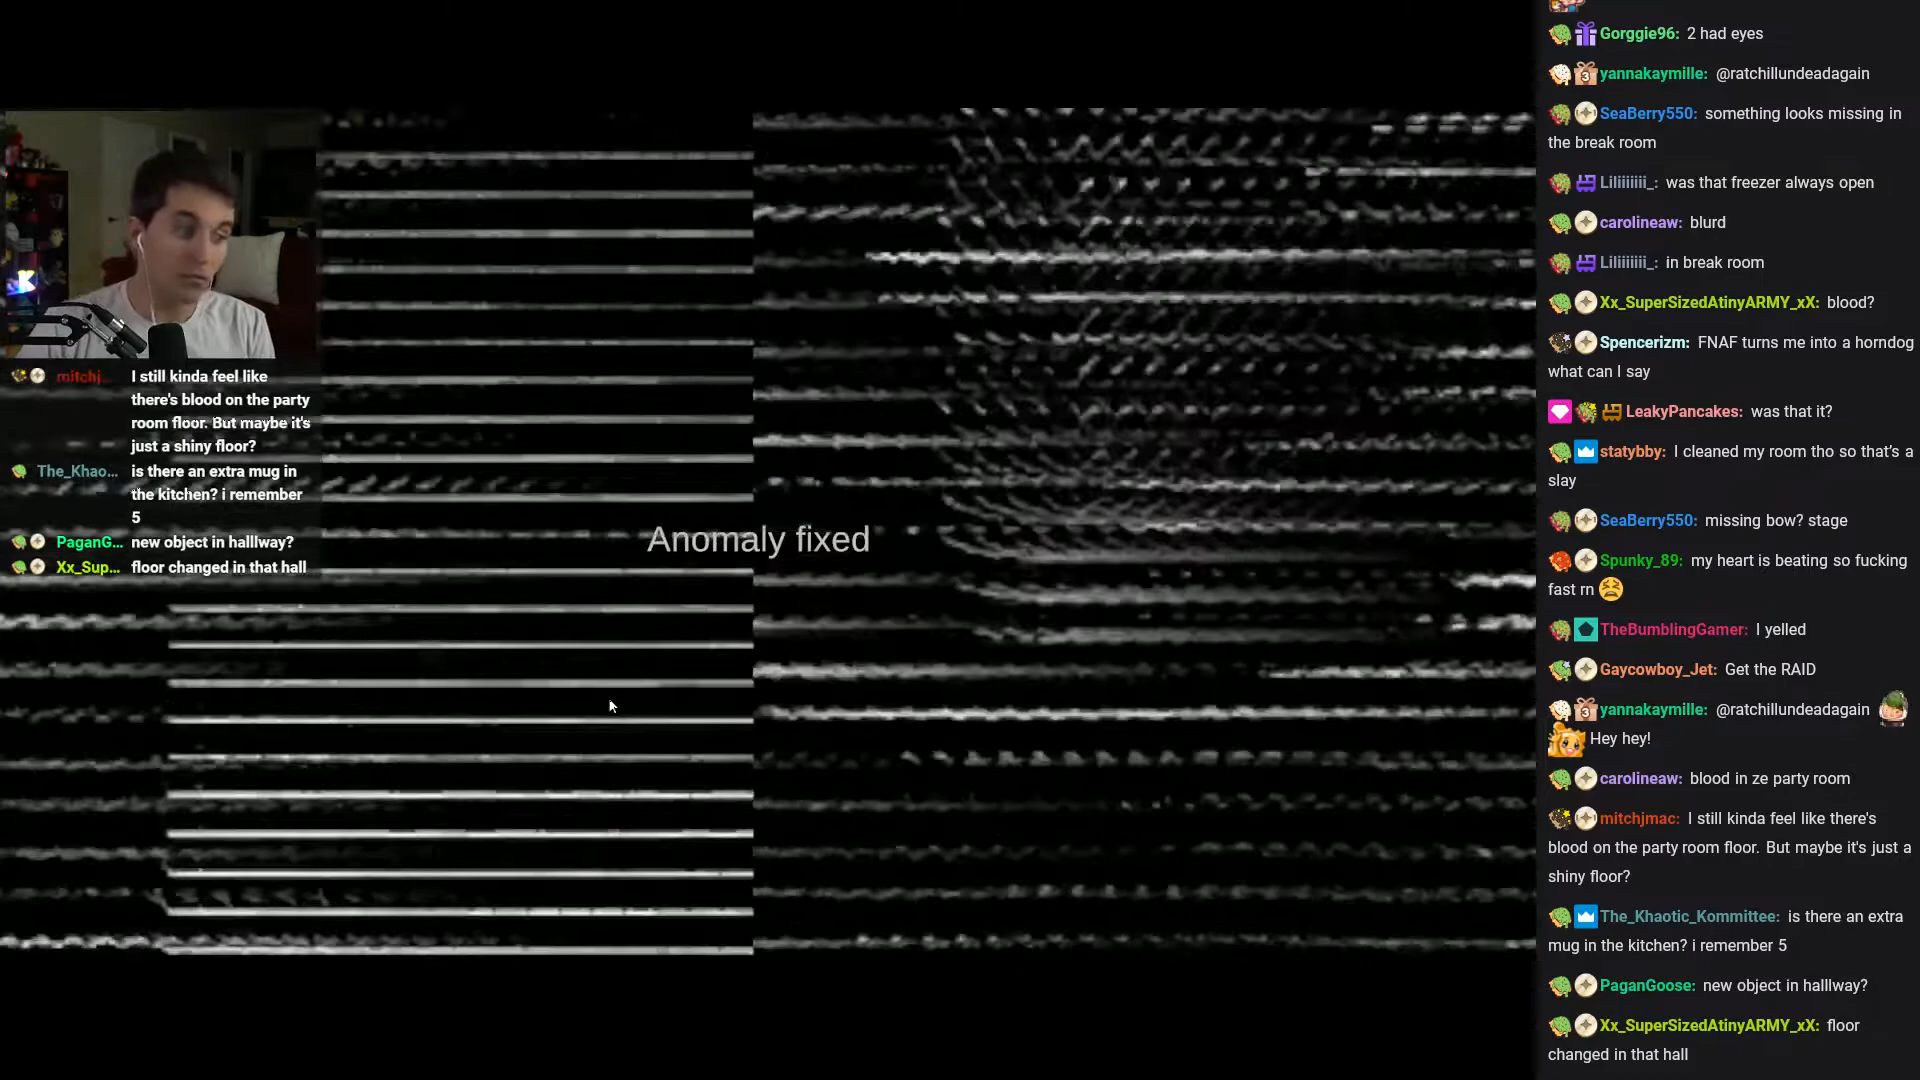 mitchj...
I still kinda feel like
there's blood on the party
room floor. But maybe it's
just a shiny floor?
The_Khao...
is there an extra mug in
the kitchen? i remember
5
PaganG...
new object in halllway?
Xx_Sup...
floor changed in that hall
Anomaly fixed
Gorggie96: 2 had eyes
yannakaymille: @ratchillundeadagain
SeaBerry550: something looks missing in
the break room
Liliiiiiii_: was that freezer always open
carolineaw: blurd
Liliiiiiii_: in break room
Xx_SuperSizedAtinyARMY_xX: blood?
Spencerizm: FNAF turns me into a horndog
what can I say
LeakyPancakes: was that it?
statybby: I cleaned my room tho so that's a
slay
SeaBerry550: missing bow? stage
Spunky_89: my heart is beating so fucking
fast rn
TheBumblingGamer: I yelled
Gaycowboy_Jet: Get the RAID
yannakaymille: @ratchillundeadagain
Hey hey!
carolineaw: blood in ze party room
mitchjmac: I still kinda feel like there's
blood on the party room floor. But maybe it's just a
shiny floor?
The_Khaotic_Kommittee: is there an extra
mug in the kitchen? i remember 5
PaganGoose: new object in halllway?
Xx_SuperSizedAtinyARMY_xX: floor
changed in that hall